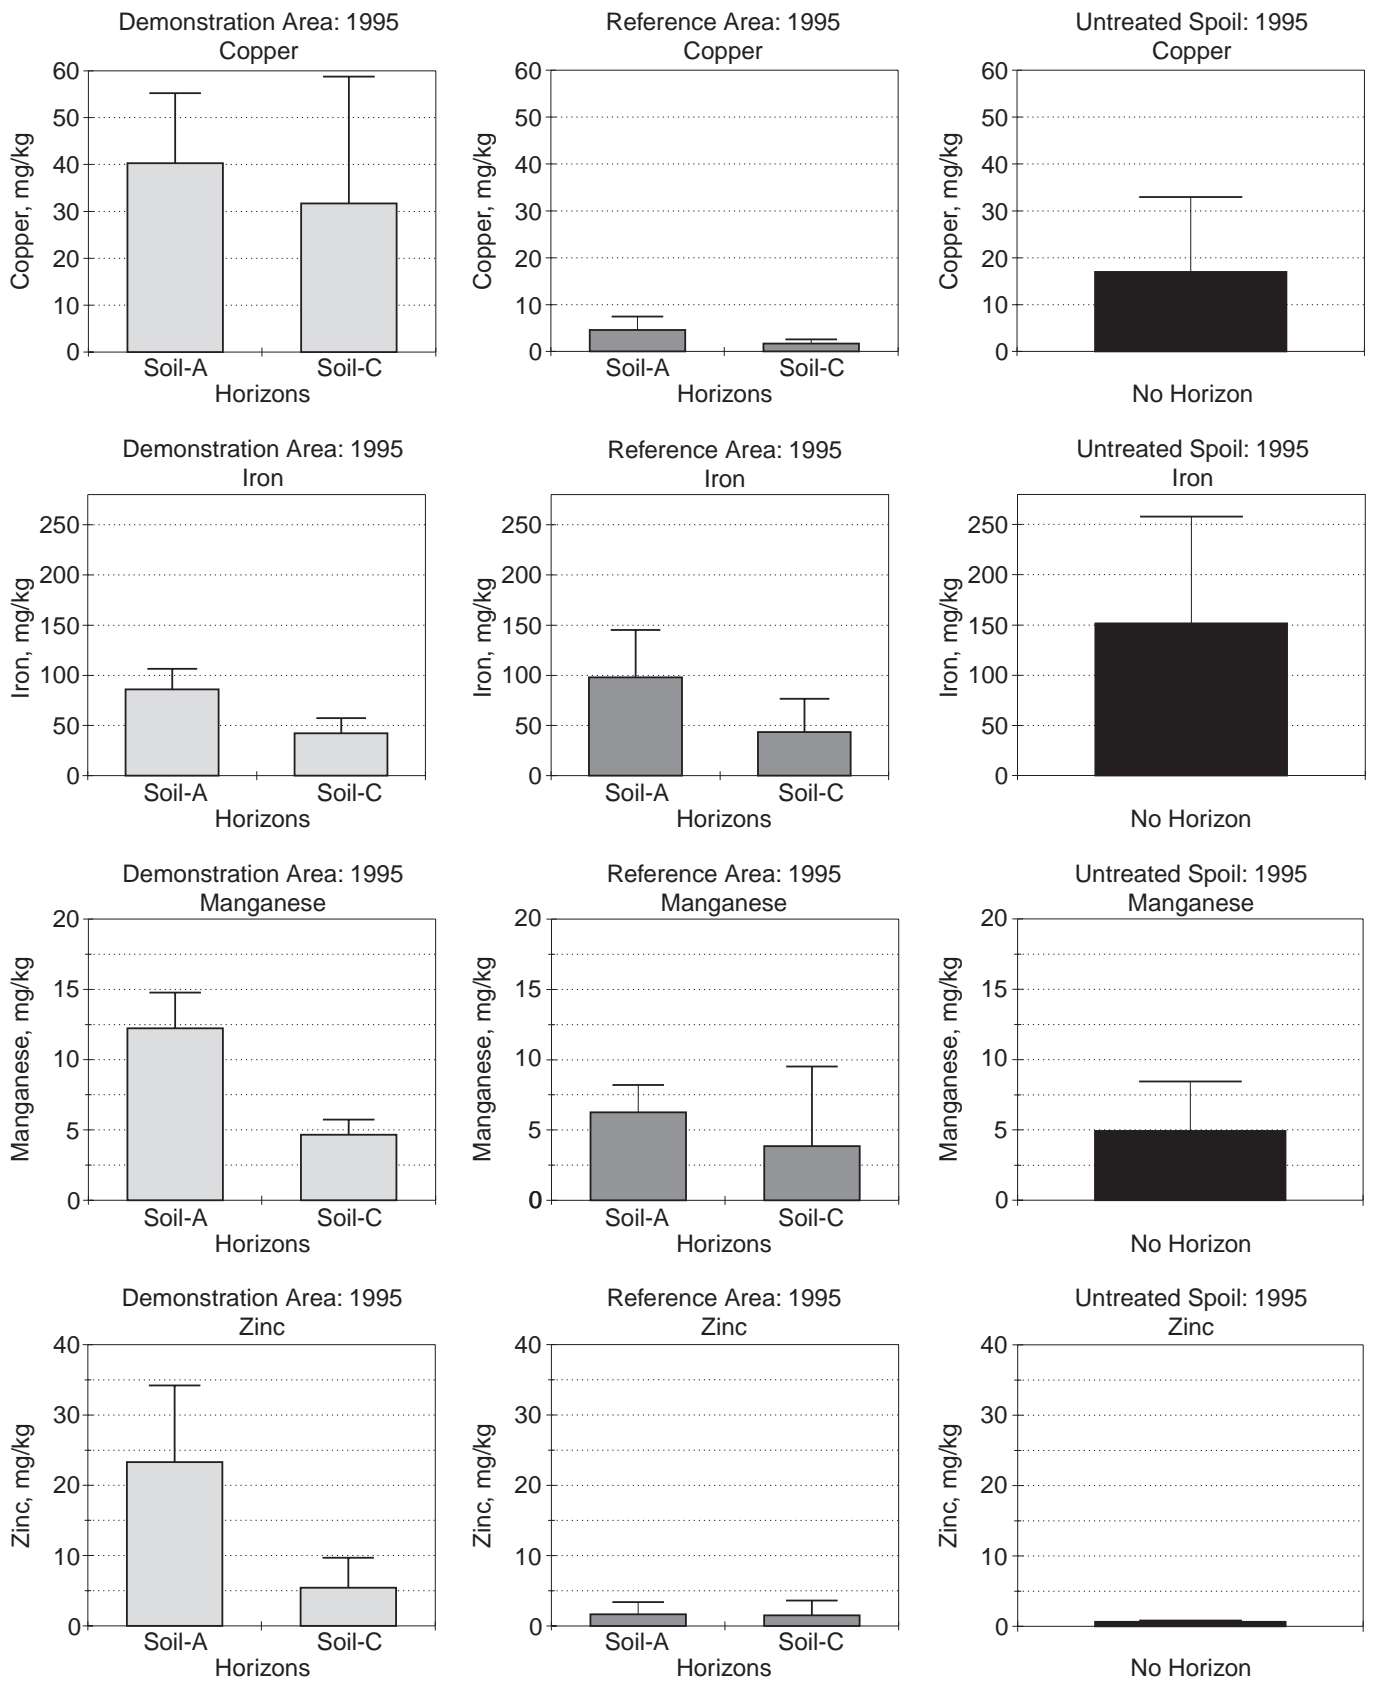 Demonstration Area: 1995
Copper
60
50
40
30
20
10
0
Copper, mg/kg
Soil-A Soil-C
Horizons
Reference Area: 1995
Copper
60
50
40
30
20
10
0
Copper, mg/kg
Soil-A Soil-C
Horizons
Untreated Spoil: 1995
Copper
60
50
40
30
20
10
0
Copper, mg/kg
No Horizon
Demonstration Area: 1995
Iron
250
200
150
100
50
0
Iron, mg/kg
Soil-A Soil-C
Horizons
Reference Area: 1995
Iron
250
200
150
100
50
0
Iron, mg/kg
Soil-A Soil-C
Horizons
Untreated Spoil: 1995
Iron
250
200
150
100
50
0
Iron, mg/kg
No Horizon
Demonstration Area: 1995
Manganese
20
15
10
5
0
Manganese, mg/kg
Soil-A Soil-C
Horizons
Reference Area: 1995
Manganese
20
15
10
5
0
Manganese, mg/kg
Soil-A Soil-C
Horizons
Untreated Spoil: 1995
Manganese
20
15
10
5
0
Manganese, mg/kg
No Horizon
Demonstration Area: 1995
Zinc
40
30
20
10
0
Zinc, mg/kg
Soil-A Soil-C
Horizons
Reference Area: 1995
Zinc
40
30
20
10
0
Zinc, mg/kg
Soil-A Soil-C
Horizons
Untreated Spoil: 1995
Zinc
40
30
20
10
0
Zinc, mg/kg
No Horizon